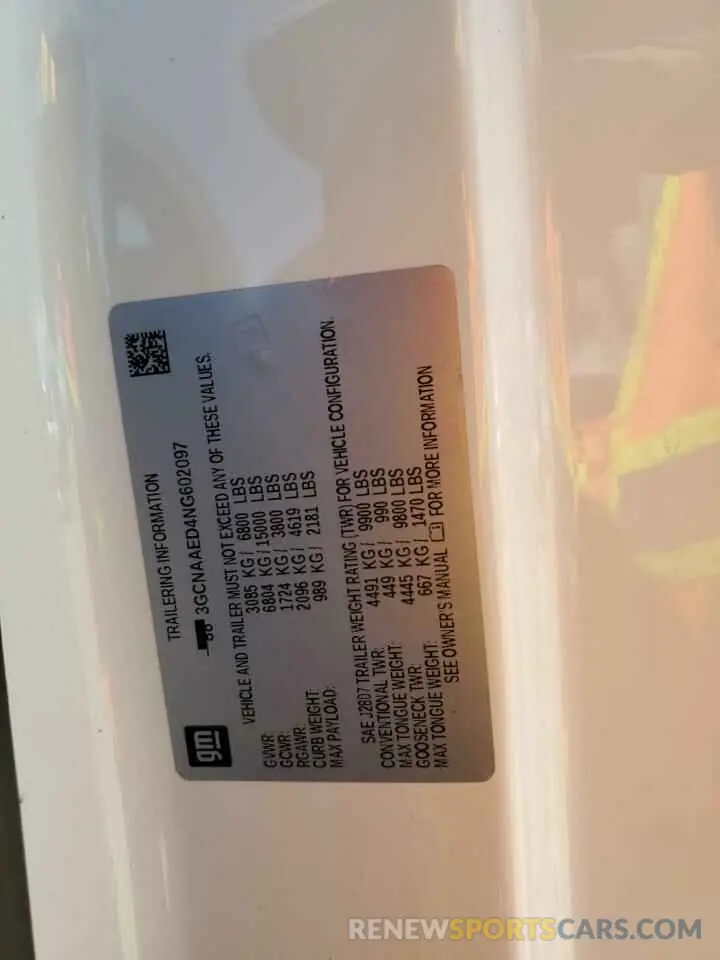 gm
TRAILERING INFORMATION
3GCNAAED4NG602097
VEHICLE AND TRAILER MUST NOT EXCEED ANY OF THESE VALUES.
GVWR: 3085 KG/ 6800 LBS
GCWR: 6804 KG/15000 LBS
RGAWR: 1724 KG/ 3800 LBS
CURB WEIGHT: 2096 KG/ 4619 LBS
MAX PAYLOAD: 989 KG/ 2181 LBS
SAE J2807 TRAILER WEIGHT RATING (TWR) FOR VEHICLE CONFIGURATION.
CONVENTIONAL TWR: 4491 KG/ 9900 LBS
MAX TONGUE WEIGHT: 449 KG/ 990 LBS
GOOSENECK TWR: 4445 KG/ 9800 LBS
MAX TONGUE WEIGHT: 667 KG/ 1470 LBS
SEE OWNER'S MANUAL FOR MORE INFORMATION
RENEWSPORTSCARS.COM